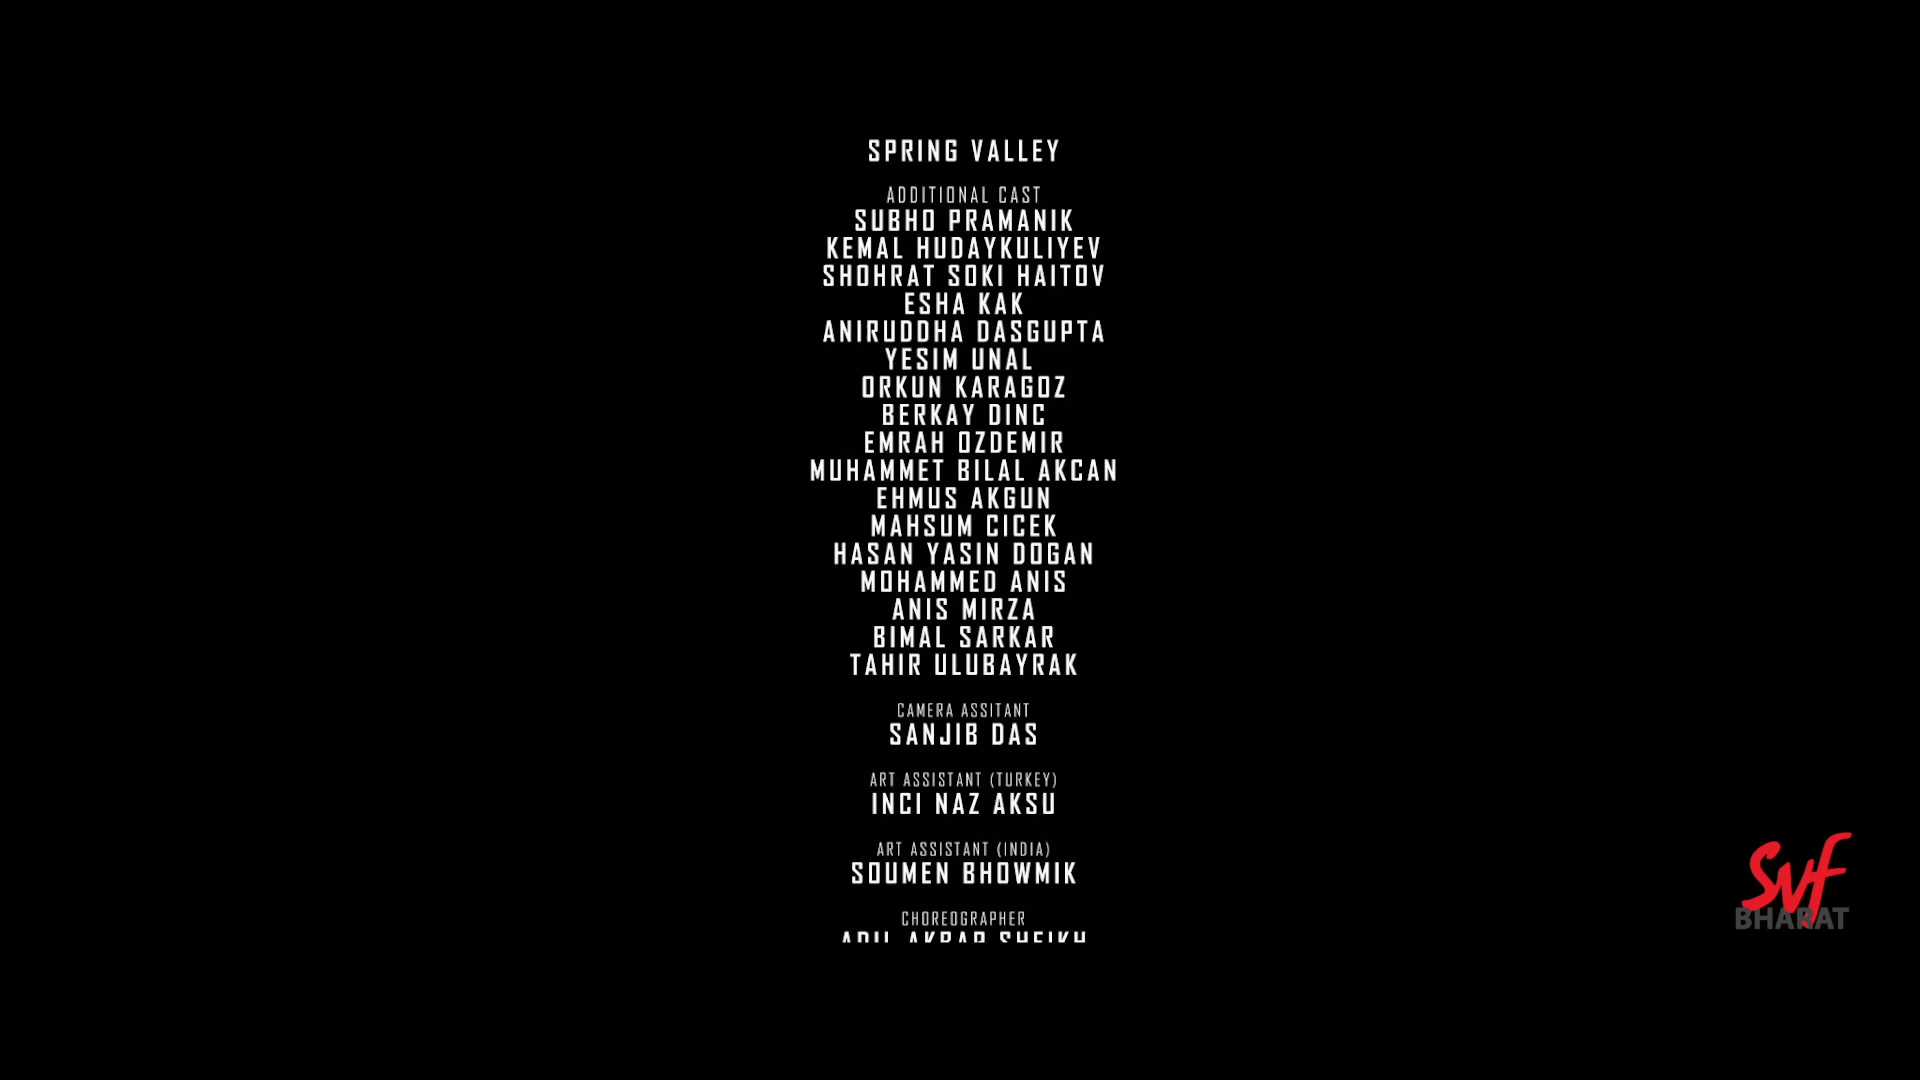 SPRING VALLEY
ADDITIONAL CAST
SUBHO PRAMANIK
KEMAL HUDAYKULIYEV
SHOHRAT SOKI HAITOV
ESHA KAK
ANIRUDDHA DASGUPTA
YESIM UNAL
ORKUN KARAGOZ
BERKAY DINC
EMRAH OZDEMIR
MUHAMMET BILAL AKCAN
EHMUS AKGUN
MAHSUM CICEK
HASAN YASIN DOGAN
MOHAMMED ANIS
ANIS MIRZA
BIMAL SARKAR
TAHIR ULUBAYRAK
CAMERA ASSITANT
SANJIB DAS
ART ASSISTANT (TURKEY)
INCI NAZ AKSU
ART ASSISTANT (INDIA)
SOUMEN BHOWMIK
CHOREOGRAPHER
ADIL AKBAR SHEIKH
SVF
BHARAT